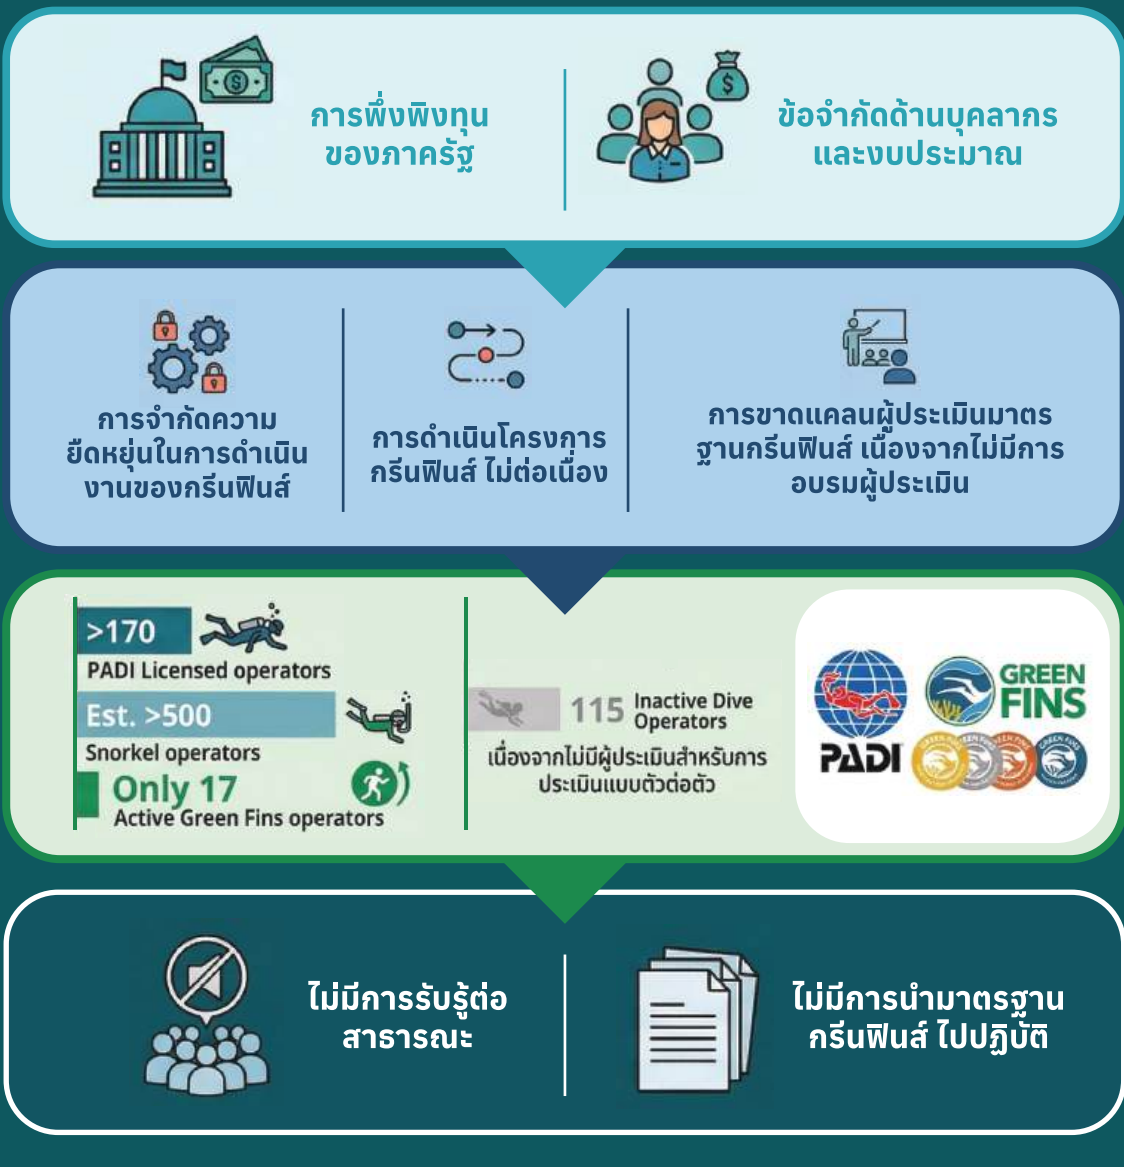 การพึ่งพิงทุน
ของภาครัฐ
ข้อจำกัดด้านบุคลากร
และงบประมาณ
การจำกัดความ
ยืดหยุ่นในการดำเนิน
งานของกรีนฟินส์
การดำเนินโครงการ
กรีนฟินส์ ไม่ต่อเนื่อง
การขาดแคลนผู้ประเมินมาตร
ฐานกรีนฟินส์ เนื่องจากไม่มีการ
อบรมผู้ประเมิน
>170
PADI Licensed operators
Est. >500
Snorkel operators
Only 17
Active Green Fins operators
115 Inactive Dive
Operators
เนื่องจากไม่มีผู้ประเมินสำหรับการ
ประเมินแบบตัวต่อตัว
PADI
GREEN
FINS
ไม่มีการรับรู้ต่อ
สาธารณะ
ไม่มีการนำมาตรฐาน
กรีนฟินส์ ไปปฏิบัติ